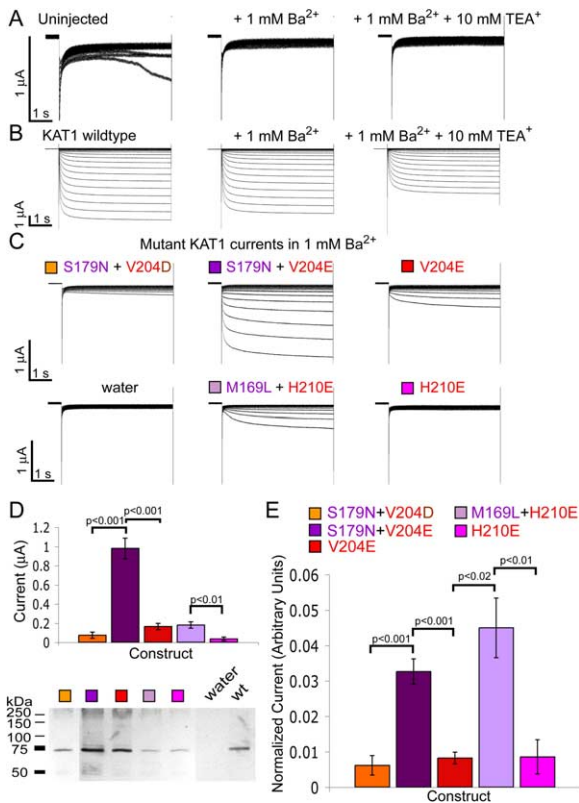 A
Uninjected
+ 1 mM Ba2+
+ 1 mM Ba2+ + 10 mM TEA+
1 μA
1 s
1 s
1 s
B
KAT1 wildtype
+ 1 mM Ba2+
+ 1 mM Ba2+ + 10 mM TEA+
1 μA
1 s
C
Mutant KAT1 currents in 1 mM Ba2+
S179N + V204D
S179N + V204E
V204E
1 μA
1 s
water
M169L + H210E
H210E
1 μA
1 s
D
p<0.001
p<0.001
p<0.01
Current (μA)
1.2
1
0.8
0.6
0.4
0.2
0
Construct
water
wt
kDa
250
150
100
75
50
E
S179N+V204D
M169L+H210E
S179N+V204E
H210E
V204E
p<0.001
p<0.001
p<0.02
p<0.01
Normalized Current (Arbitrary Units)
0.06
0.05
0.04
0.03
0.02
0.01
0
Construct